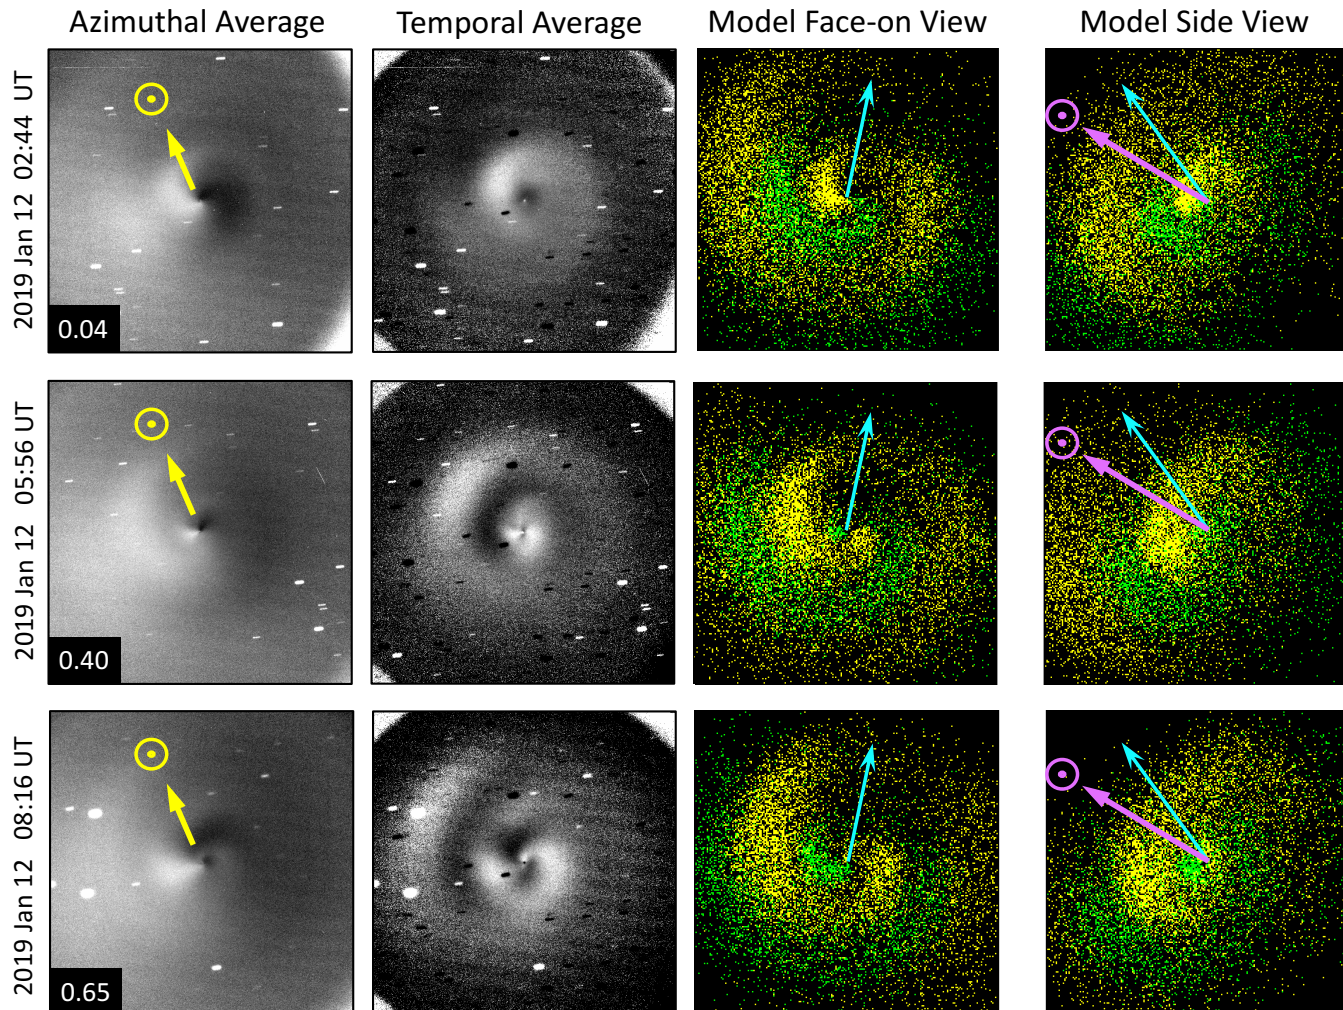 Azimuthal Average
Temporal Average
Model Face-on View
Model Side View
2019 Jan 12 02:44 UT
0.04
2019 Jan 12 05:56 UT
0.40
2019 Jan 12 08:16 UT
0.65